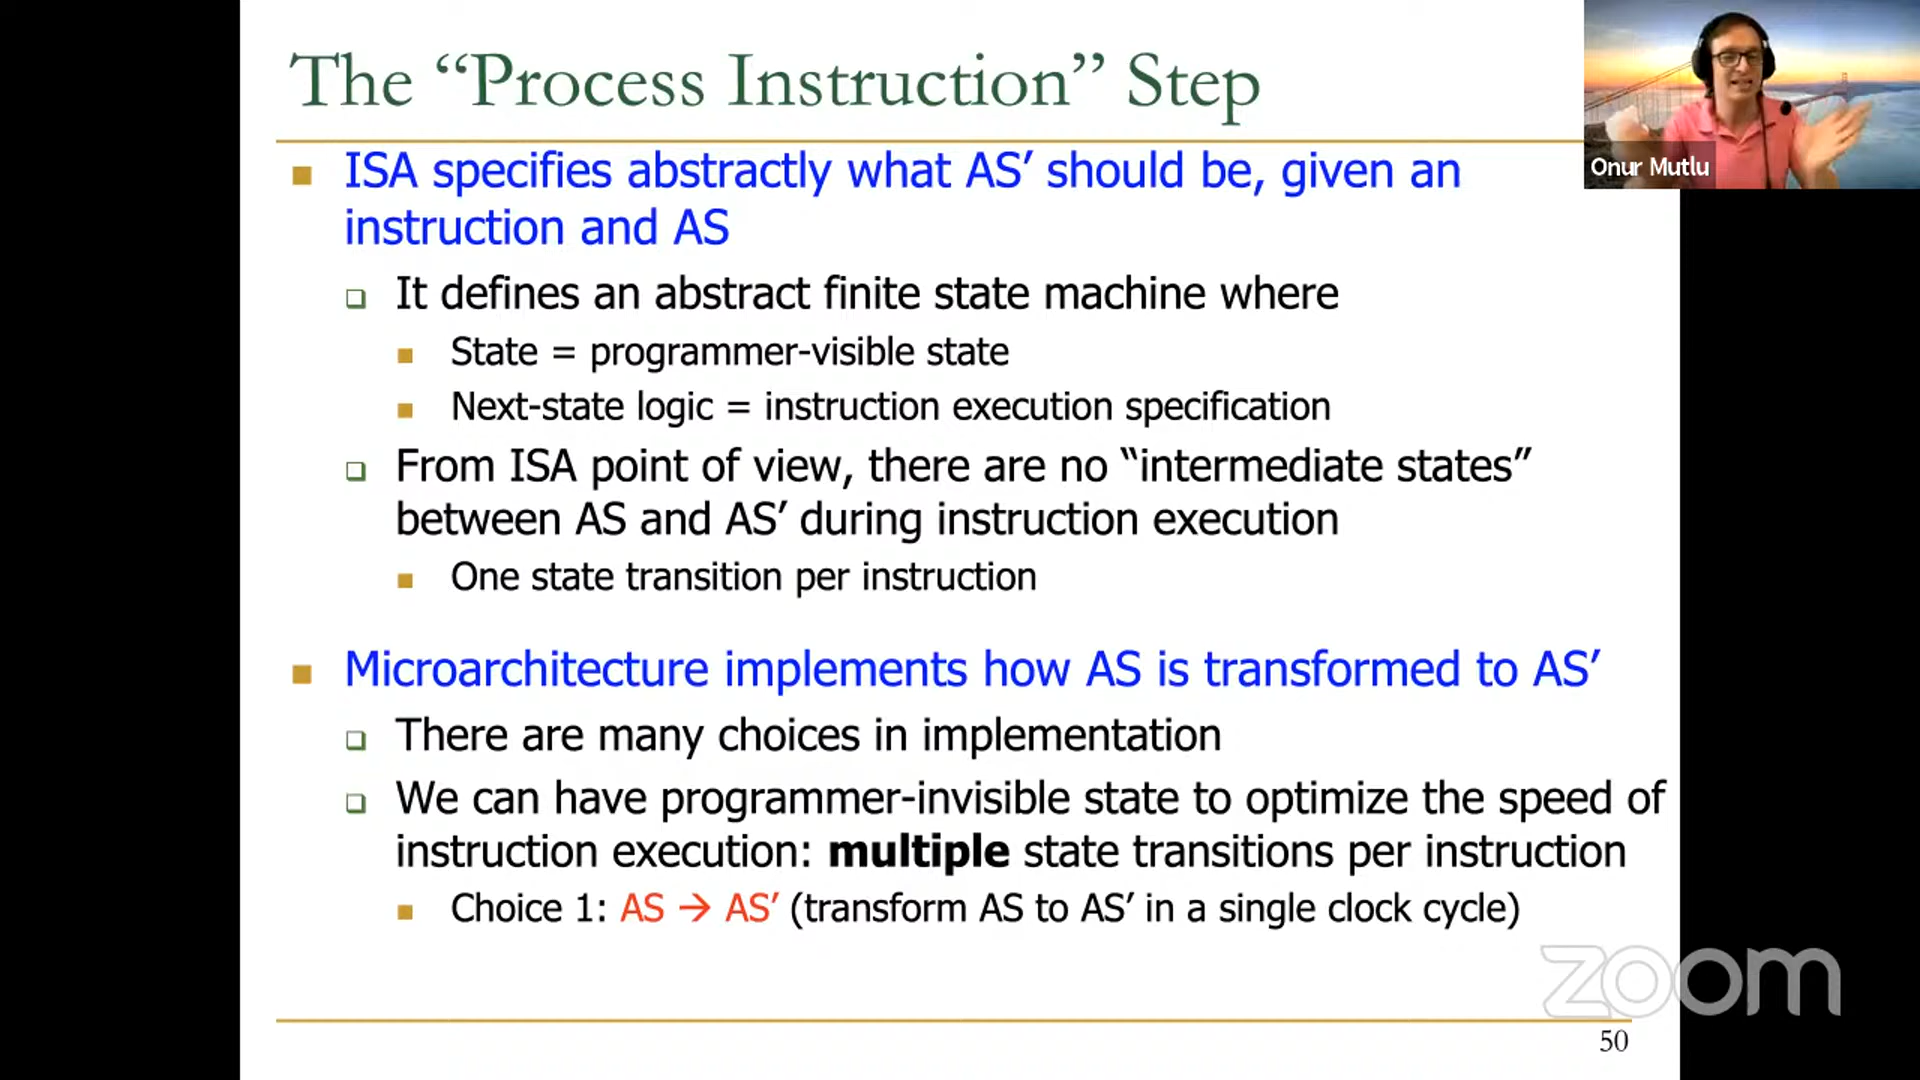 The “Process Instruction” Step
Onur Mutlu
ISA specifies abstractly what AS’ should be, given an
instruction and AS
It defines an abstract finite state machine where
State = programmer-visible state
Next-state logic = instruction execution specification
From ISA point of view, there are no “intermediate states”
between AS and AS’ during instruction execution
One state transition per instruction
Microarchitecture implements how AS is transformed to AS’
There are many choices in implementation
We can have programmer-invisible state to optimize the speed of
instruction execution: multiple state transitions per instruction
Choice 1: AS → AS’ (transform AS to AS’ in a single clock cycle)
zoom
50